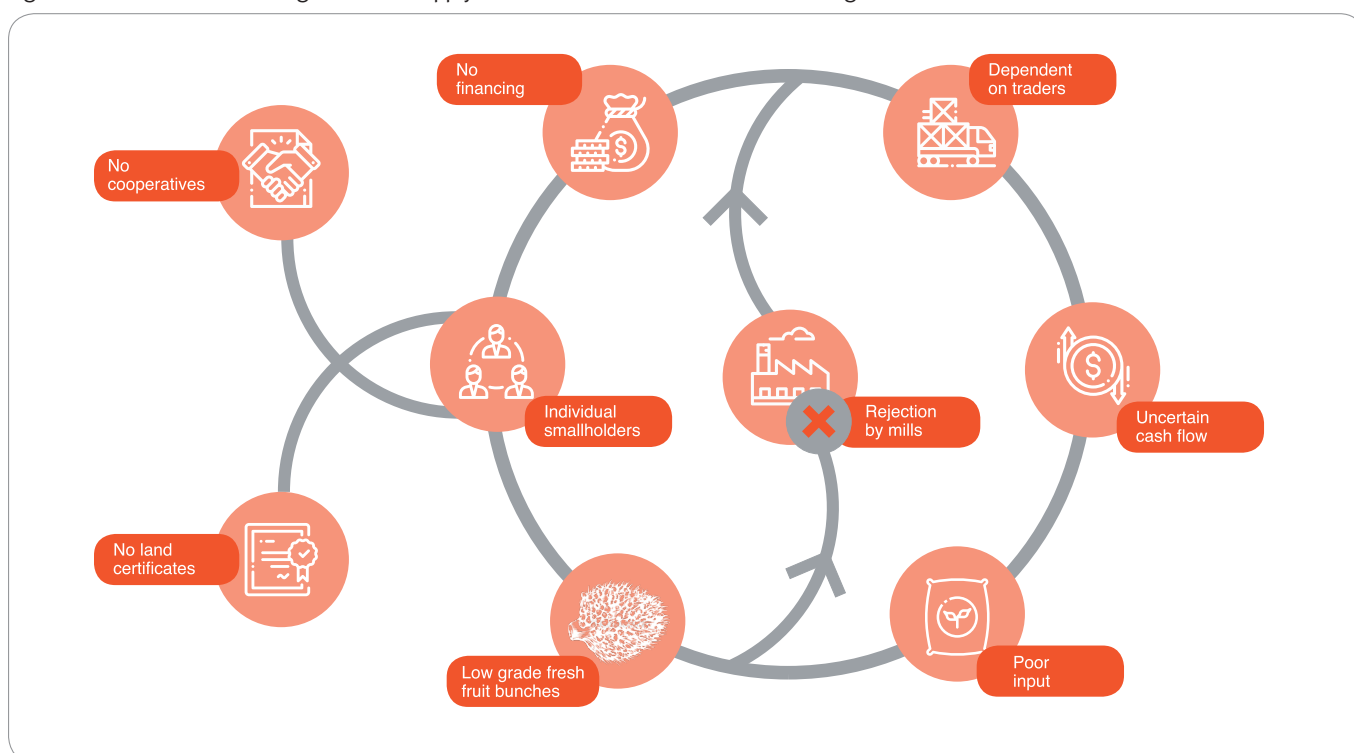 No
financing
Dependent
on traders
No
cooperatives
Individual
smallholders
Rejection
by mills
Uncertain
cash flow
No land
certificates
Low grade fresh
fruit bunches
Poor
input
$
$